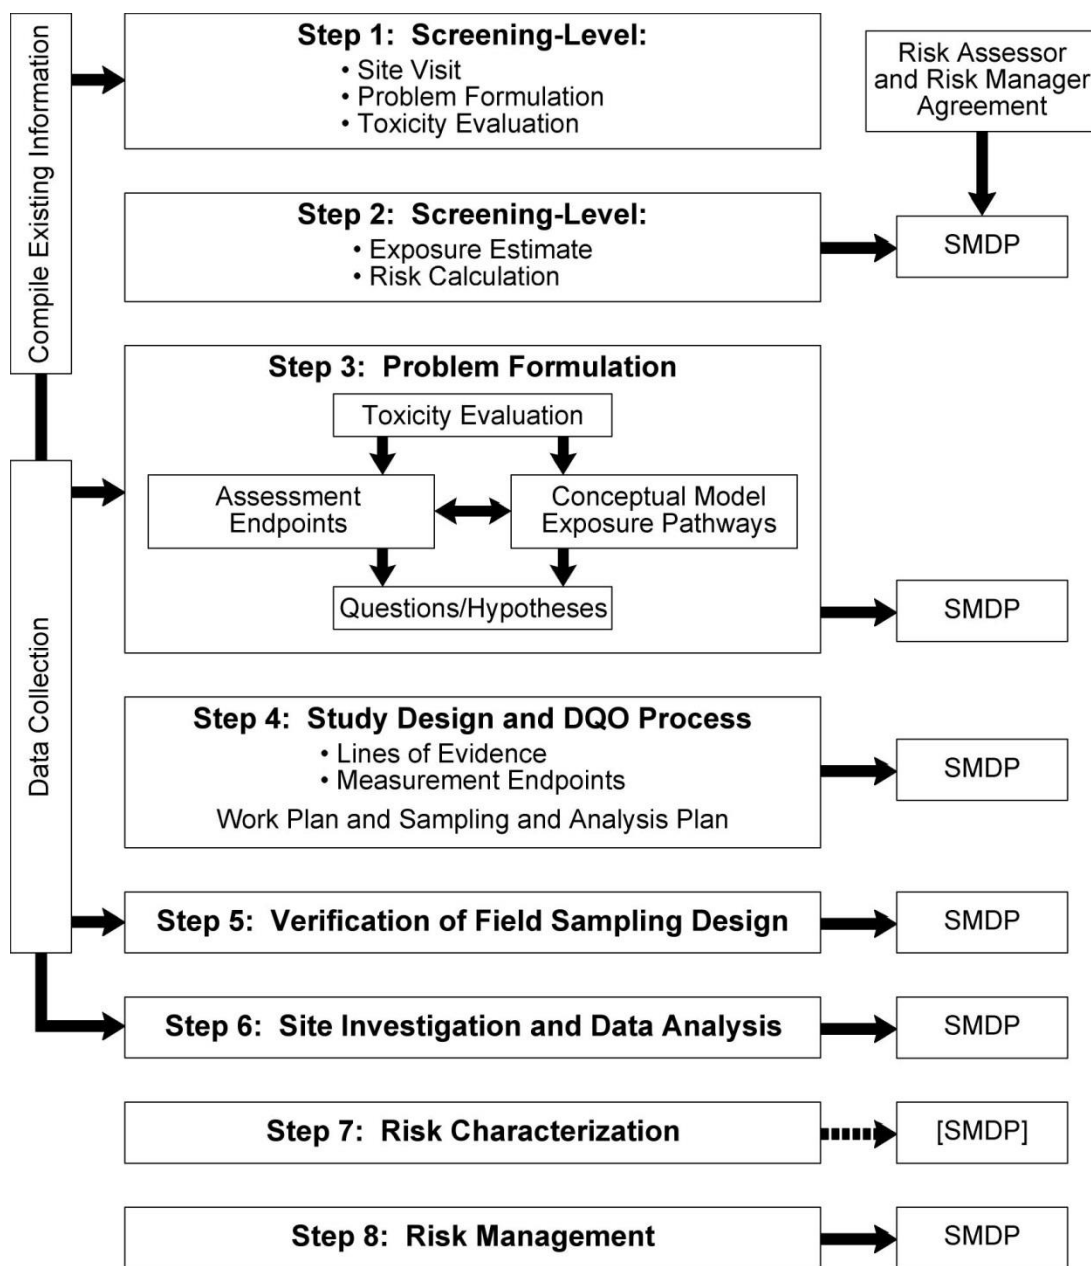 Compile Existing Information
Step 1: Screening-Level:
• Site Visit
• Problem Formulation
• Toxicity Evaluation
Risk Assessor
and Risk Manager
Agreement
Step 2: Screening-Level:
• Exposure Estimate
• Risk Calculation
SMDP
Data Collection
Step 3: Problem Formulation
Toxicity Evaluation
Assessment
Endpoints
Conceptual Model
Exposure Pathways
Questions/Hypotheses
SMDP
Step 4: Study Design and DQO Process
• Lines of Evidence
• Measurement Endpoints
Work Plan and Sampling and Analysis Plan
SMDP
Step 5: Verification of Field Sampling Design
SMDP
Step 6: Site Investigation and Data Analysis
SMDP
Step 7: Risk Characterization
[SMDP]
Step 8: Risk Management
SMDP